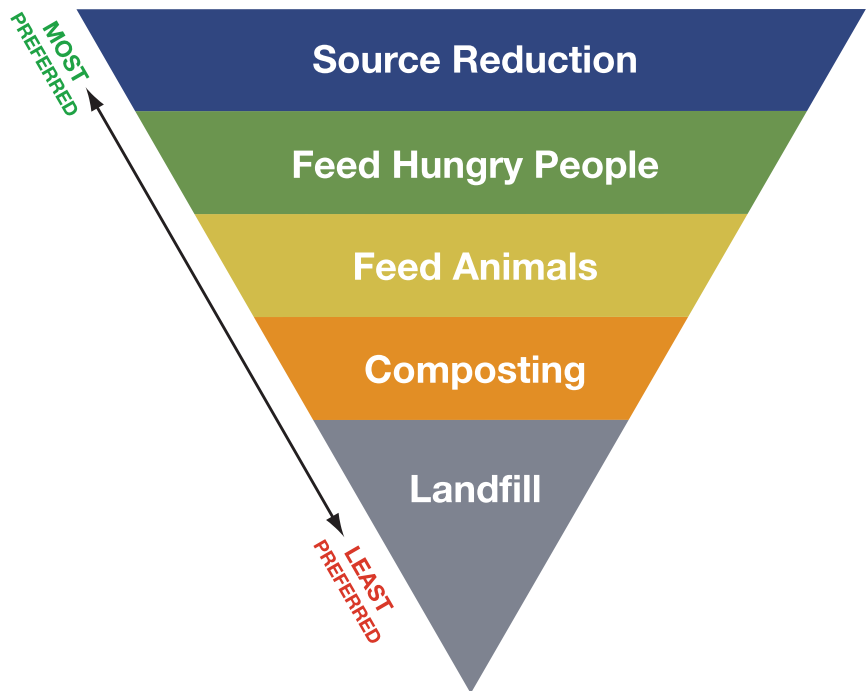 MOST
PREFERRED
Source Reduction
Feed Hungry People
Feed Animals
Composting
Landfill
LEAST
PREFERRED